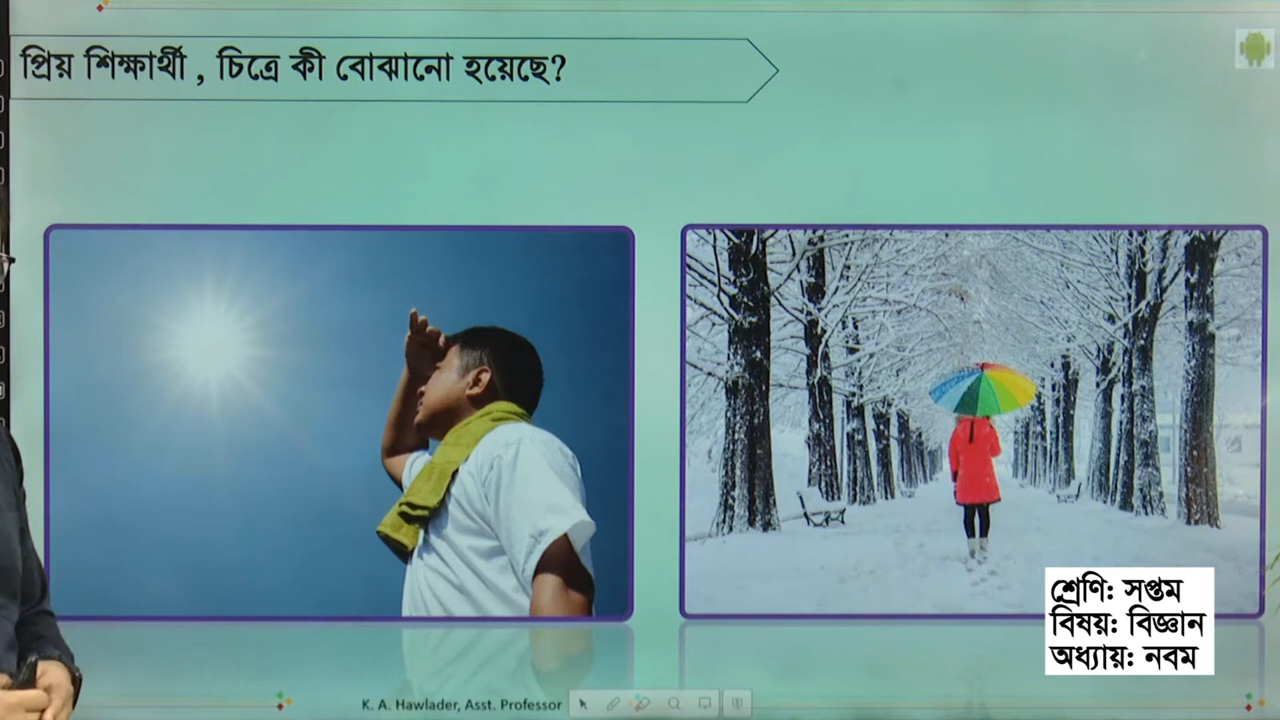 প্রিয় শিক্ষার্থী , চিত্রে কী বোঝানো হয়েছে?
শ্রেণি: সপ্তম
বিষয়: বিজ্ঞান
অধ্যায়: নবম
K. A. Hawlader, Asst. Professor